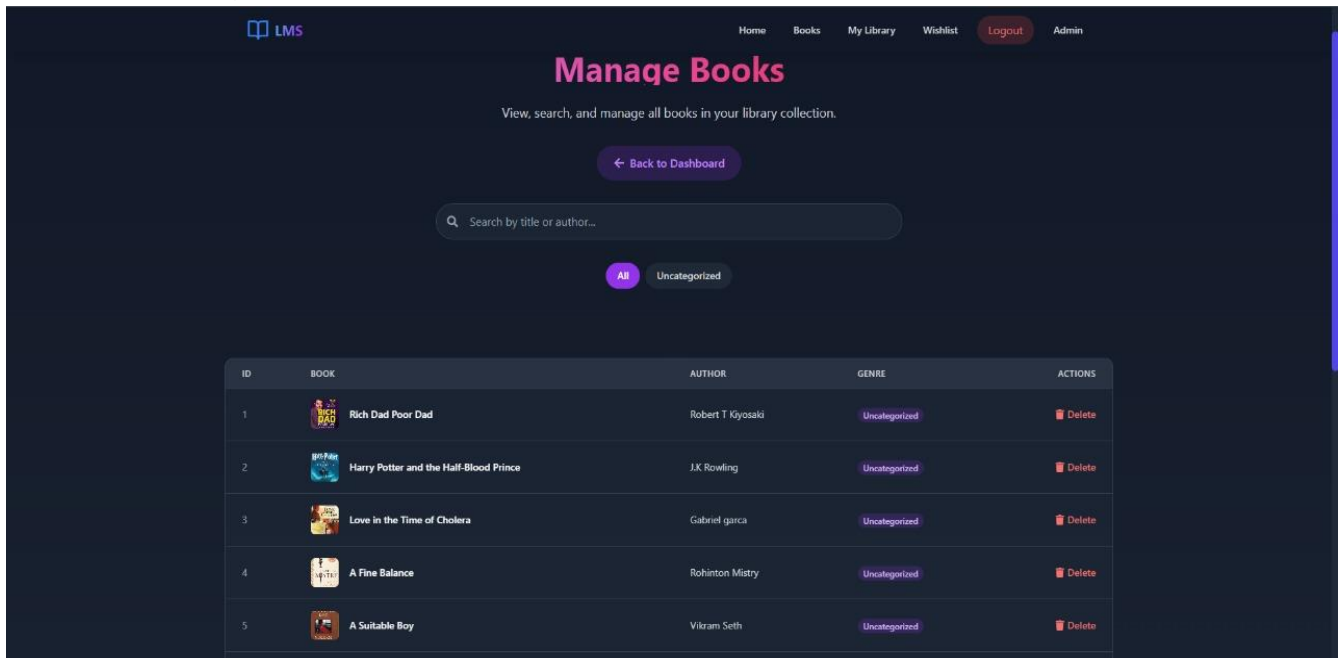 LMS Home Books My Library Wishlist Logout Admin
Manage Books
View, search, and manage all books in your library collection.
← Back to Dashboard
Search by title or author...
All Uncategorized
ID BOOK AUTHOR GENRE ACTIONS
1 RICH DAD Rich Dad Poor Dad Robert T Kiyosaki Uncategorized Delete
2 Harry Potter and the Half-Blood Prince J.K Rowling Uncategorized Delete
3 Love in the Time of Cholera Gabriel garca Uncategorized Delete
4 MISTRY A Fine Balance Rohinton Mistry Uncategorized Delete
5 A Suitable Boy Vikram Seth Uncategorized Delete